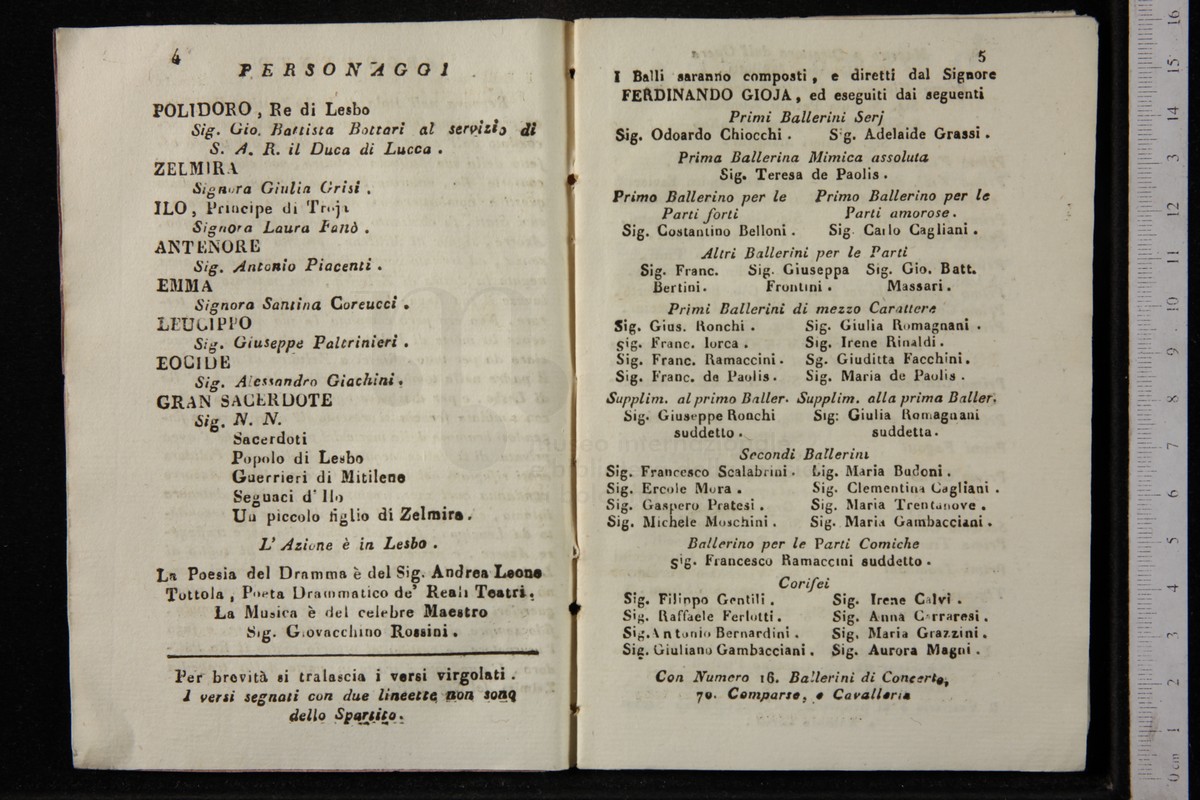 4
PERSONAGGI
POLIDORO, Re di Lesbo
Sig. Gio. Battista Bottari al servizio di
S. A. R. il Duca di Lucca.
ZELMIRA
Signora Giulia Grisi.
ILO, Principe di Troja
Signora Laura Fanò.
ANTENORE
Sig. Antonio Piacenti.
EMMA
Signora Santina Coreucci.
LEUCIPPO
Sig. Giuseppe Paltrinieri.
EOCIDE
Sig. Alessandro Giachini.
GRAN SACERDOTE
Sig. N. N.
Sacerdoti
Popolo di Lesbo
Guerrieri di Mitilene
Seguaci d' Ilo
Un piccolo figlio di Zelmira.
L' Azione è in Lesbo.
La Poesia del Dramma è del Sig. Andrea Leone
Tottola, Poeta Drammatico de' Reali Teatri.
La Musica è del celebre Maestro
Sig. Giovacchino Rossini.
Per brevità si tralascia i versi virgolati.
I versi segnati con due lineette non sono
dello Spartito.
5
I Balli saranno composti, e diretti dal Signore
FERDINANDO GIOJA, ed eseguiti dai seguenti
Primi Ballerini Serj
Sig. Odoardo Chiocchi. Sig. Adelaide Grassi.
Prima Ballerina Mimica assoluta
Sig. Teresa de Paolis.
Primo Ballerino per le Primo Ballerino per le
Parti forti Parti amorose.
Sig. Costantino Belloni. Sig. Carlo Cagliani.
Altri Ballerini per le Parti
Sig. Franc. Sig. Giuseppa Sig. Gio. Batt.
Bertini. Frontini. Massari.
Primi Ballerini di mezzo Carattere
Sig. Gius. Ronchi. Sig. Giulia Romagnani.
Sig. Franc. Iorca. Sig. Irene Rinaldi.
Sig. Franc. Ramaccini. Sg. Giuditta Facchini.
Sig. Franc. de Paolis. Sig. Maria de Paolis.
Supplim. al primo Baller. Supplim. alla prima Baller.
Sig. Giuseppe Ronchi Sig: Giulia Romagnani
suddetto. suddetta.
Secondi Ballerini
Sig. Francesco Scalabrini. Sig. Maria Budoni.
Sig. Ercole Mora. Sig. Clementina Cagliani.
Sig. Gaspero Pratesi. Sig. Maria Trentanove.
Sig. Michele Moschini. Sig. Maria Gambacciani.
Ballerino per le Parti Comiche
Sig. Francesco Ramaccini suddetto.
Corifei
Sig. Filippo Gentili. Sig. Irene Calvi.
Sig. Raffaele Ferlotti. Sig. Anna Carraresi.
Sig. Antonio Bernardini. Sig. Maria Grazzini.
Sig. Giuliano Gambacciani. Sig. Aurora Magni.
Con Numero 16. Ballerini di Concerto,
70. Comparse, e Cavalleria